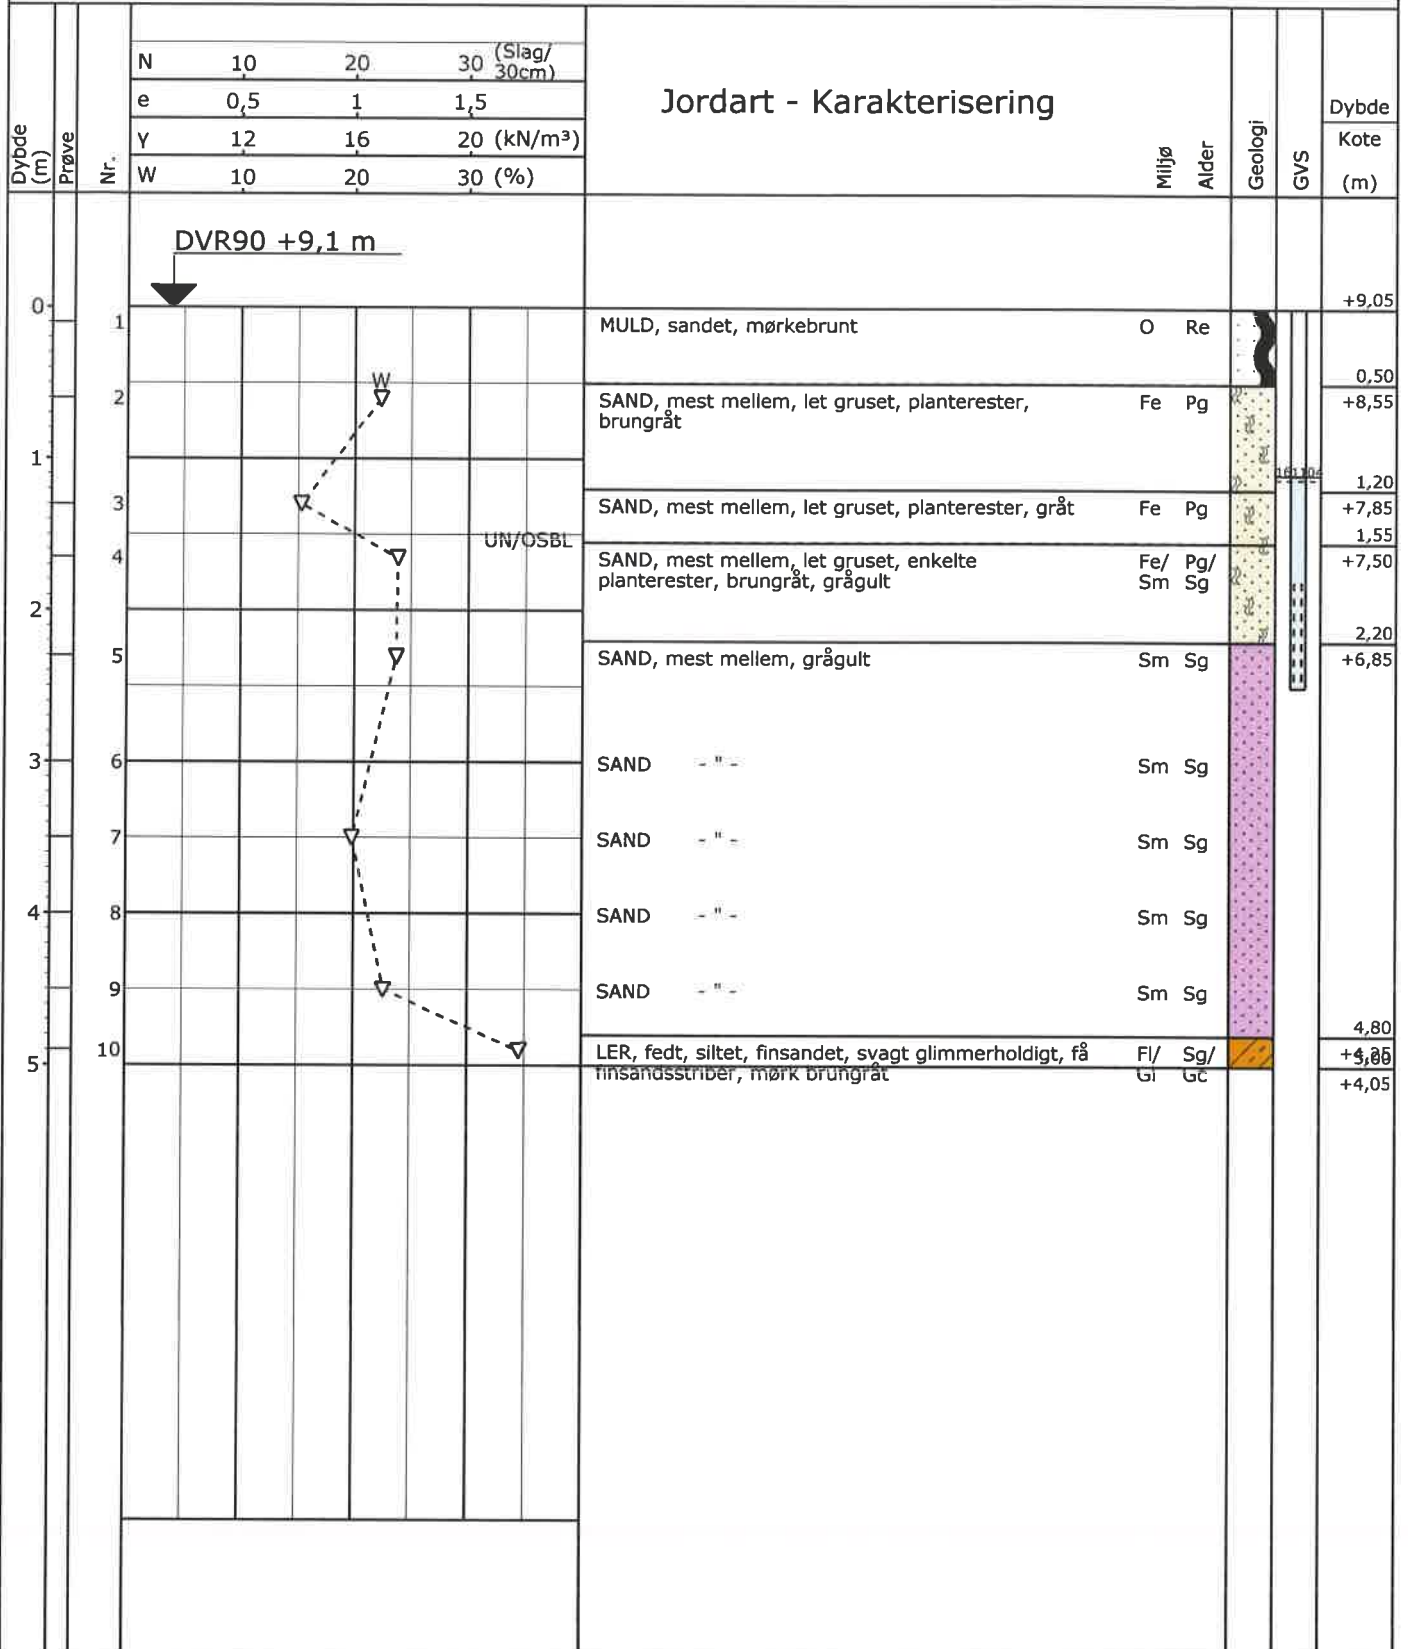 N 10 20 30 (Slag/
30cm)
e 0,5 1 1,5
γ 12 16 20 (kN/m³)
W 10 20 30 (%)
Dybde
(m)
Prøve
Nr.
Jordart - Karakterisering
Miljø
Alder
Geologi
GVS
Dybde
Kote
(m)
DVR90 +9,1 m
0 +9,05
1 MULD, sandet, mørkebrunt O Re
W 0,50
2 SAND, mest mellem, let gruset, planterester, Fe Pg +8,55
brungråt
1
1,20
3 SAND, mest mellem, let gruset, planterester, gråt Fe Pg +7,85
UN/OSBL 1,55
4 SAND, mest mellem, let gruset, enkelte Fe/ Pg/ +7,50
planterester, brungråt, grågult Sm Sg
2 2,20
5 SAND, mest mellem, grågult Sm Sg +6,85
3 6 SAND - " - Sm Sg
7 SAND - " - Sm Sg
4 8 SAND - " - Sm Sg
9 SAND - " - Sm Sg
4,80
10 LER, fedt, siltet, finsandet, svagt glimmerholdigt, få Fl/ Sg/
5 finsandsstriber, mørk brungråt Gl Gc +4,05